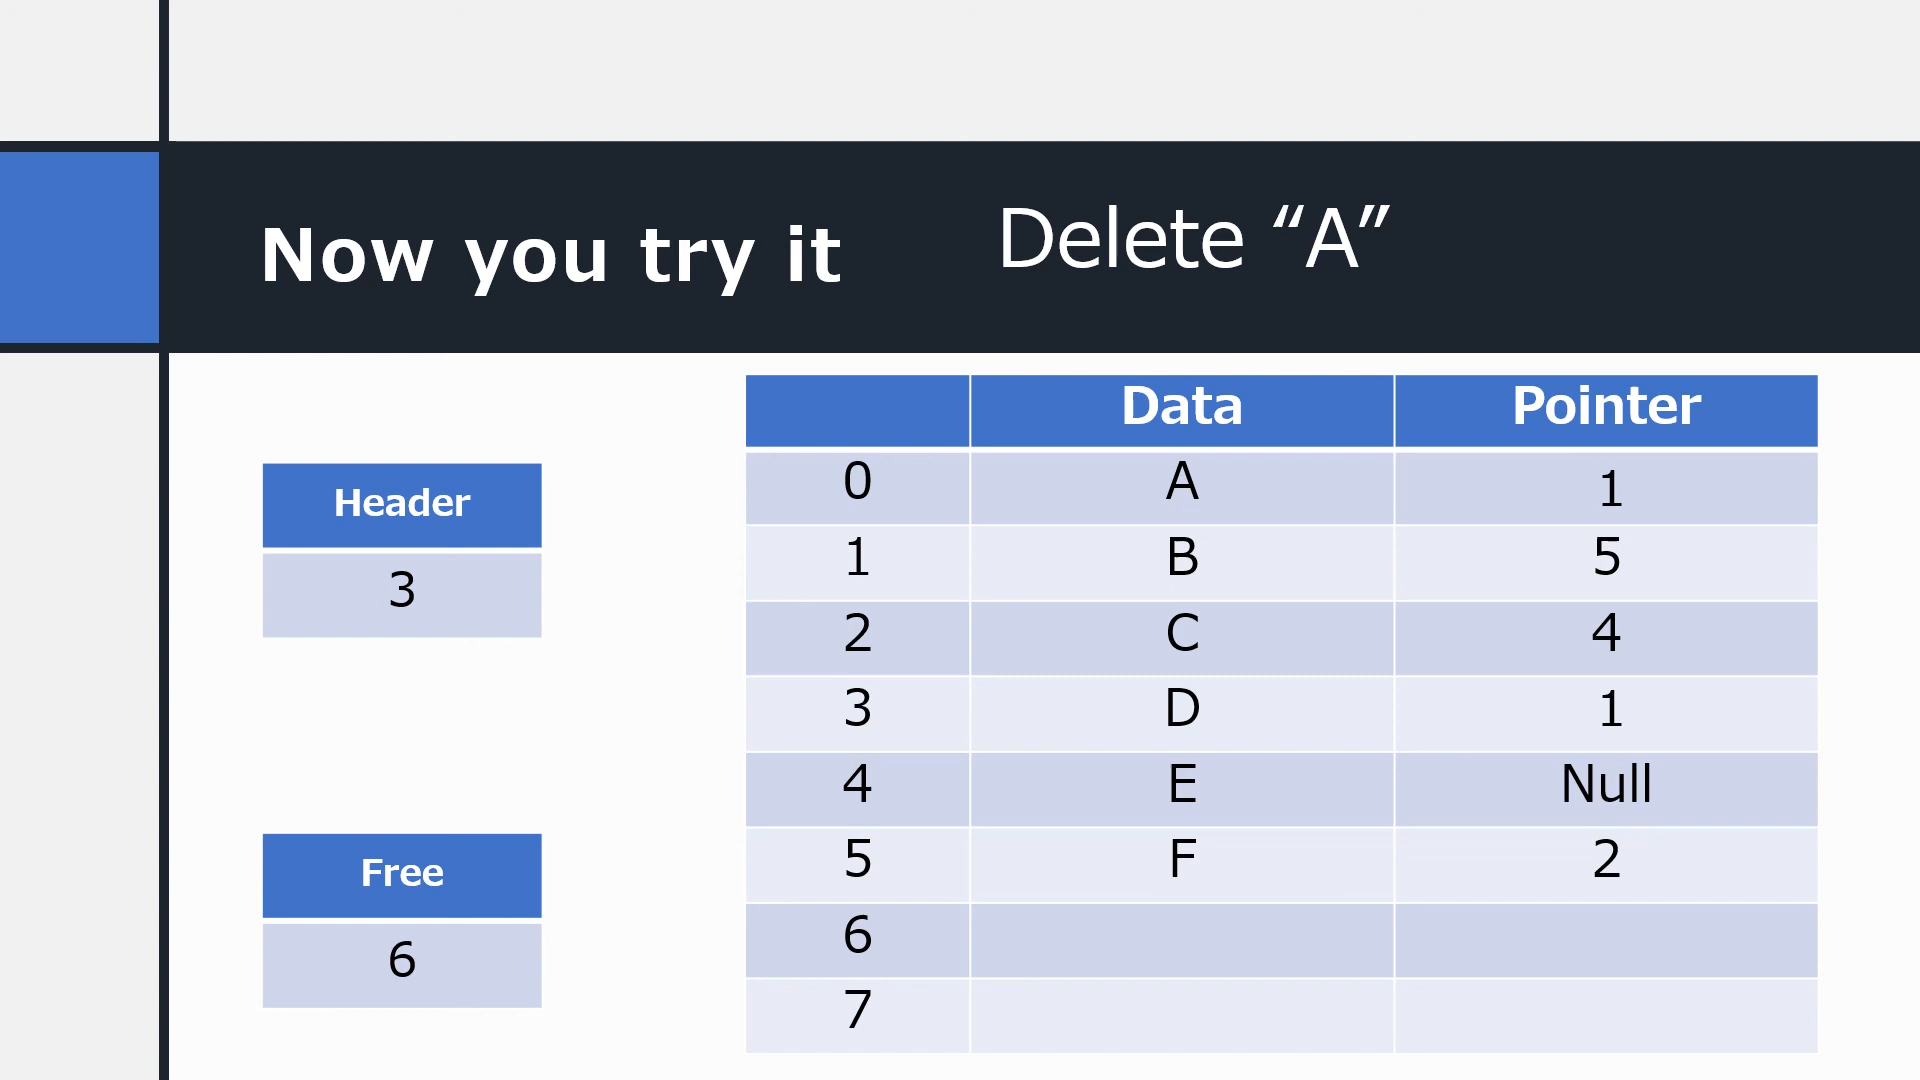 Now you try it
Delete “A”
Header
3
Free
6
Data Pointer
0 A 1
1 B 5
2 C 4
3 D 1
4 E Null
5 F 2
6
7